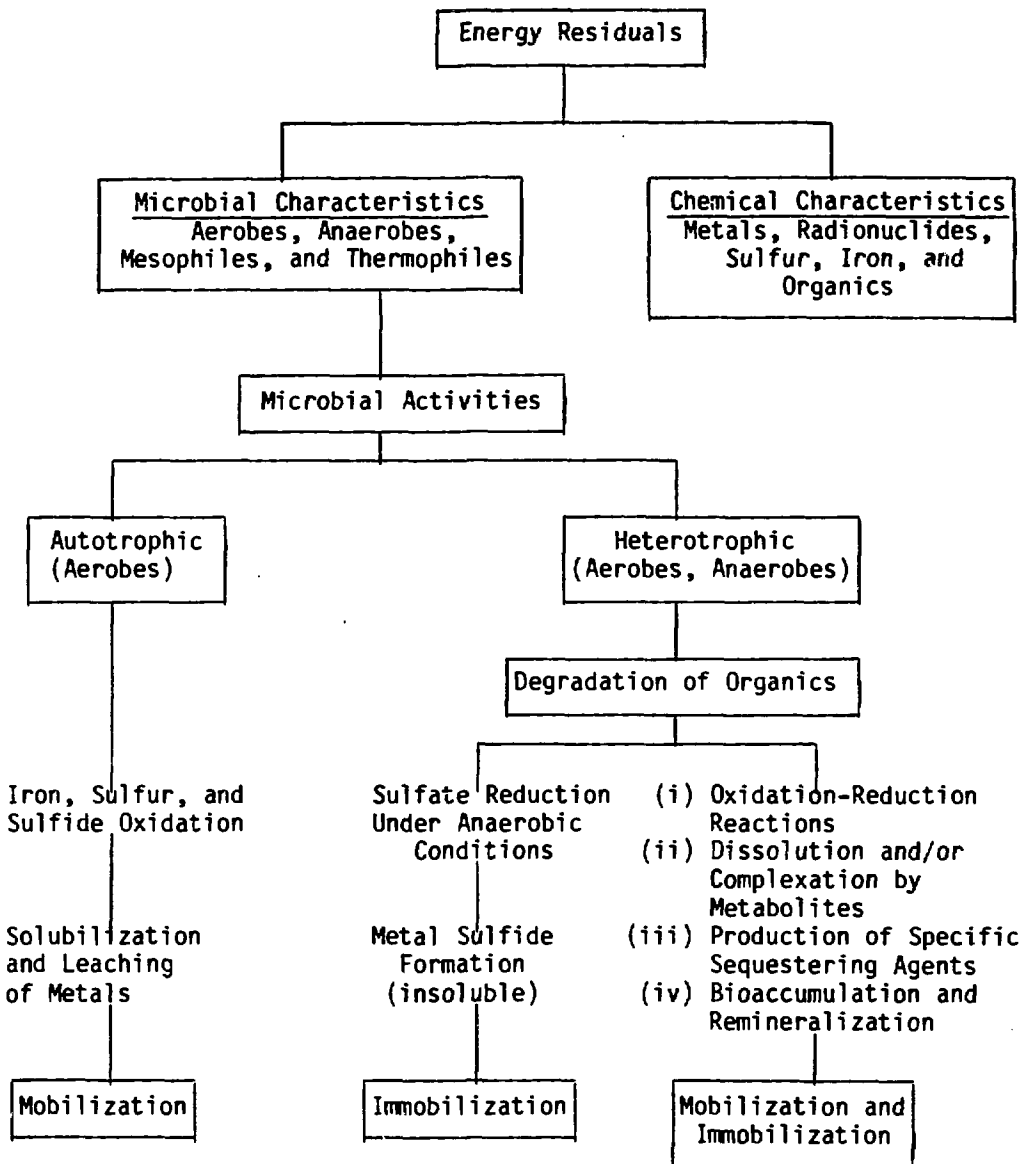 Energy Residuals
Microbial Characteristics
Aerobes, Anaerobes,
Mesophiles, and Thermophiles
Chemical Characteristics
Metals, Radionuclides,
Sulfur, Iron, and
Organics
Microbial Activities
Autotrophic
(Aerobes)
Heterotrophic
(Aerobes, Anaerobes)
Degradation of Organics
Iron, Sulfur, and
Sulfide Oxidation
Solubilization
and Leaching
of Metals
Mobilization
Sulfate Reduction
Under Anaerobic
Conditions
Metal Sulfide
Formation
(insoluble)
Immobilization
(i) Oxidation-Reduction
Reactions
(ii) Dissolution and/or
Complexation by
Metabolites
(iii) Production of Specific
Sequestering Agents
(iv) Bioaccumulation and
Remineralization
Mobilization and
Immobilization